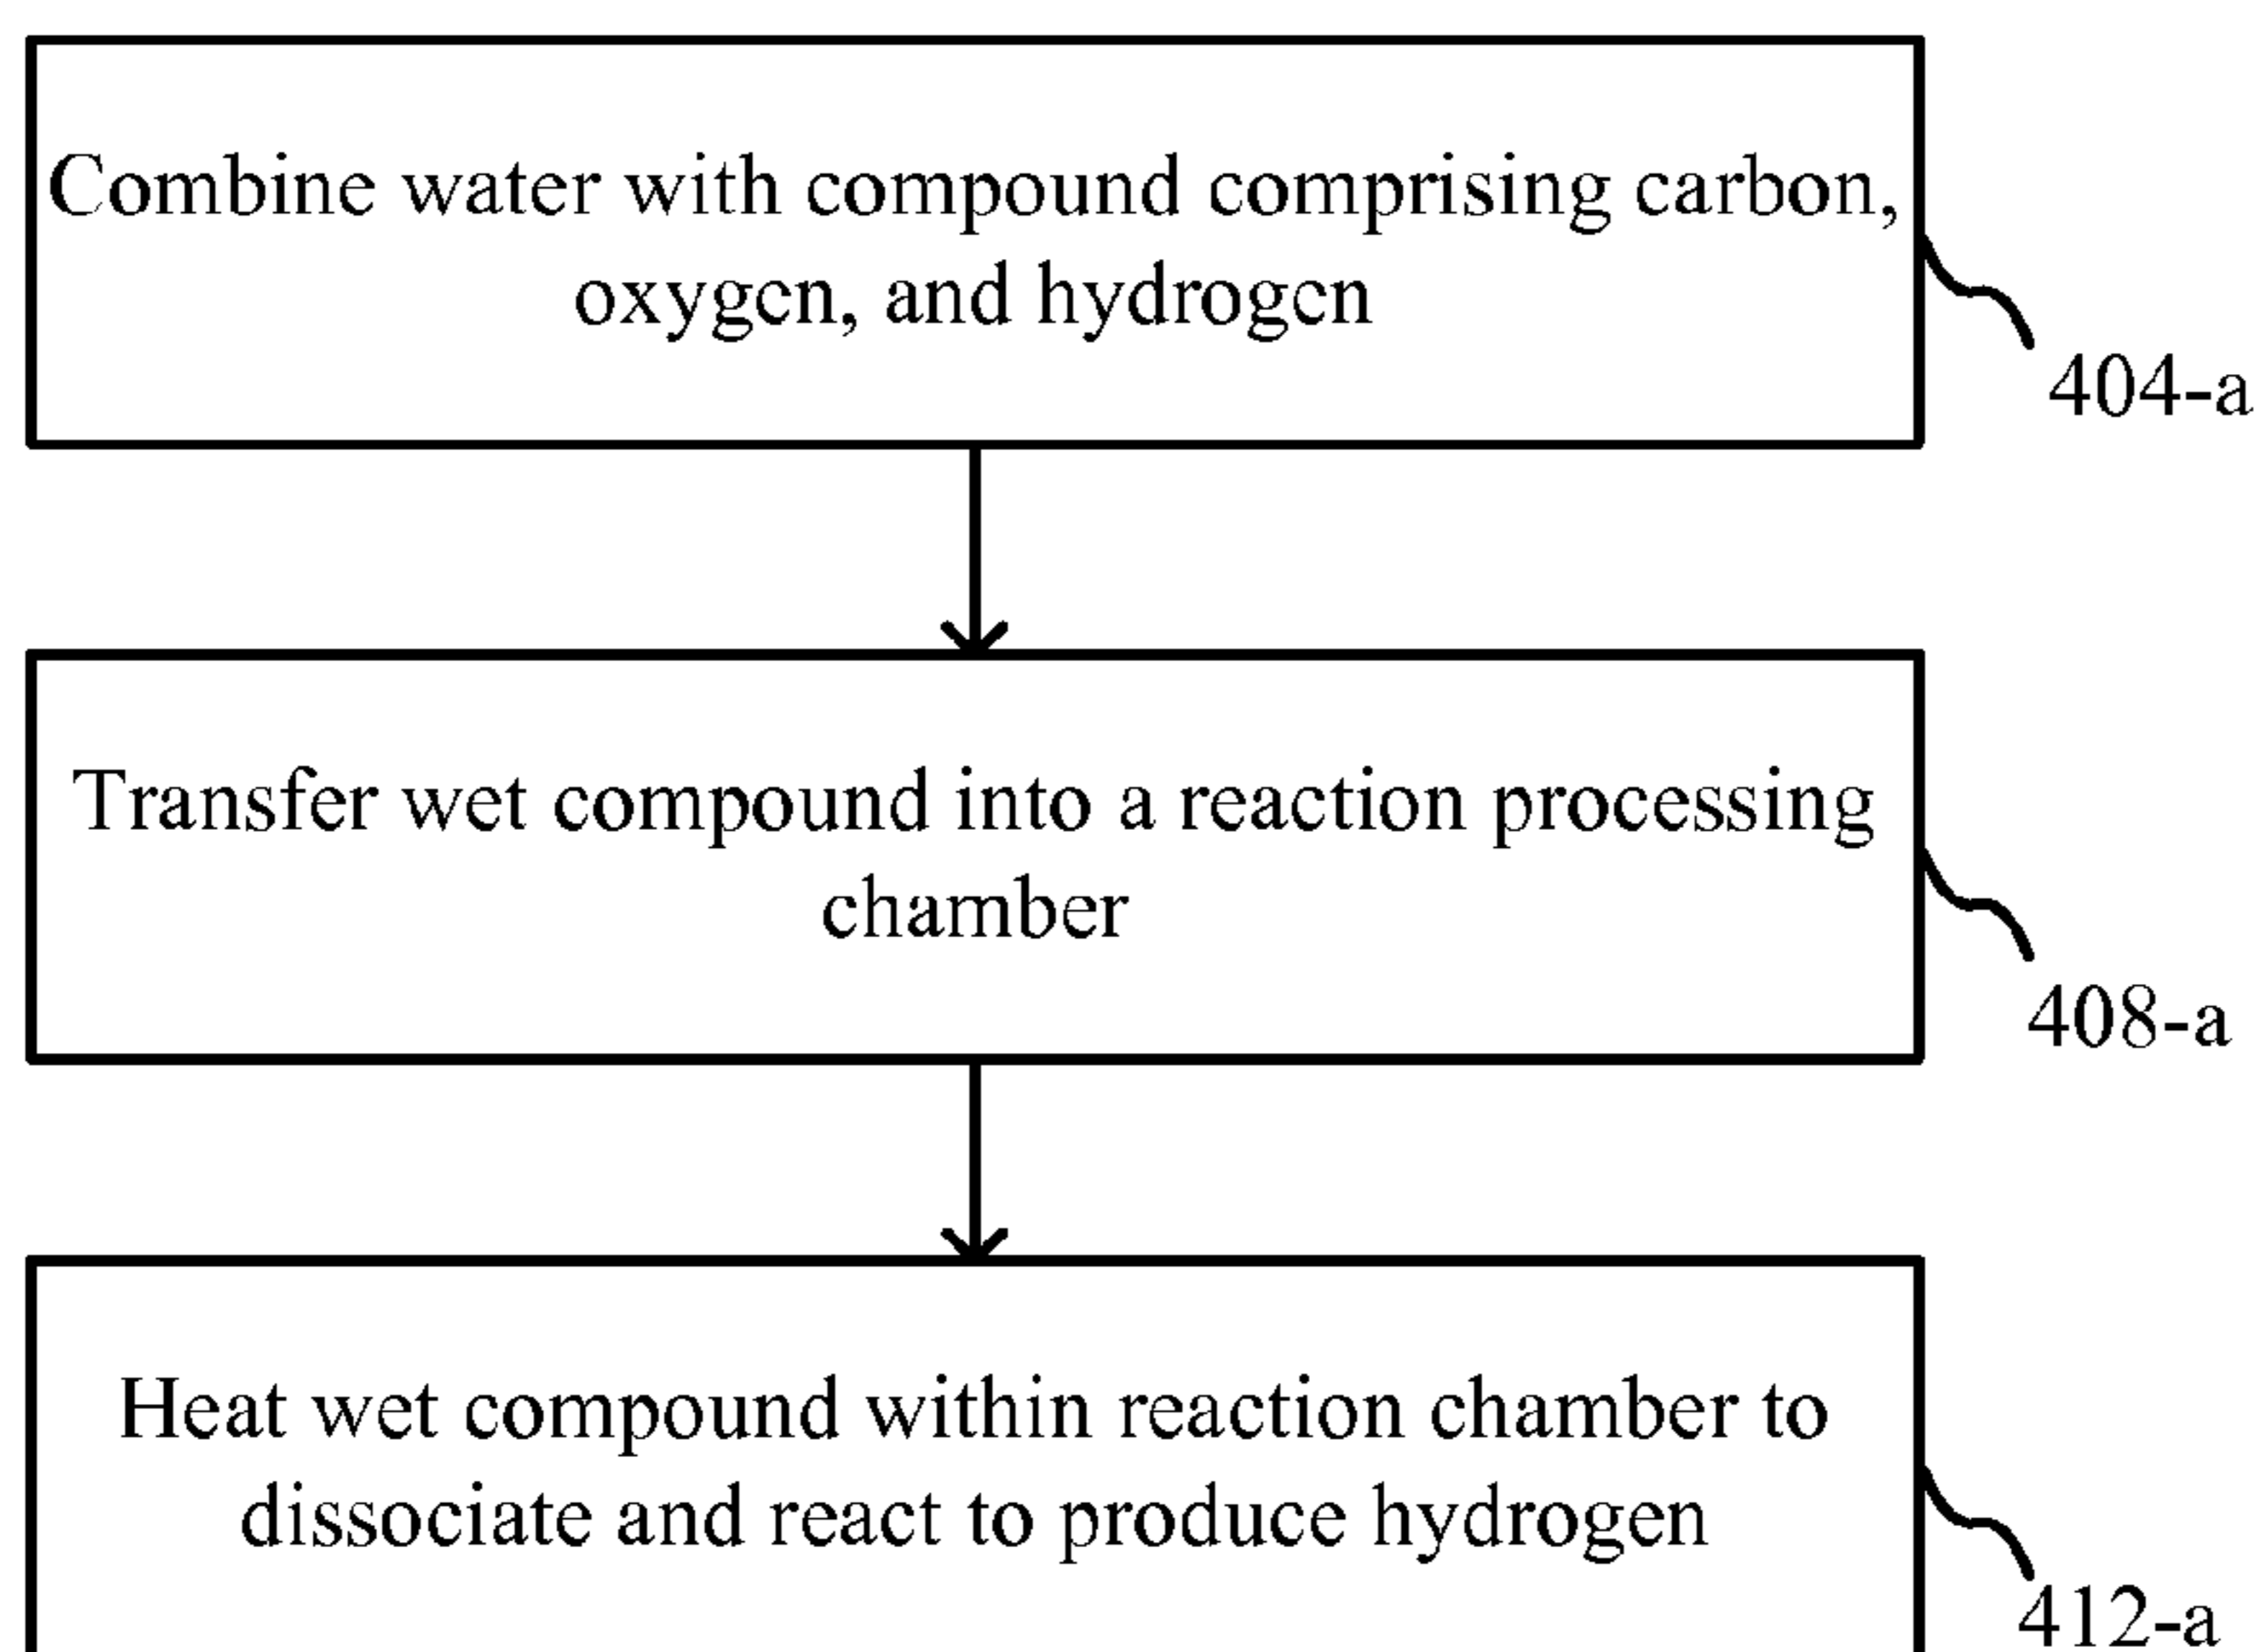 Combine water with compound comprising carbon,
oxygen, and hydrogen
404-a
Transfer wet compound into a reaction processing
chamber
408-a
Heat wet compound within reaction chamber to
dissociate and react to produce hydrogen
412-a